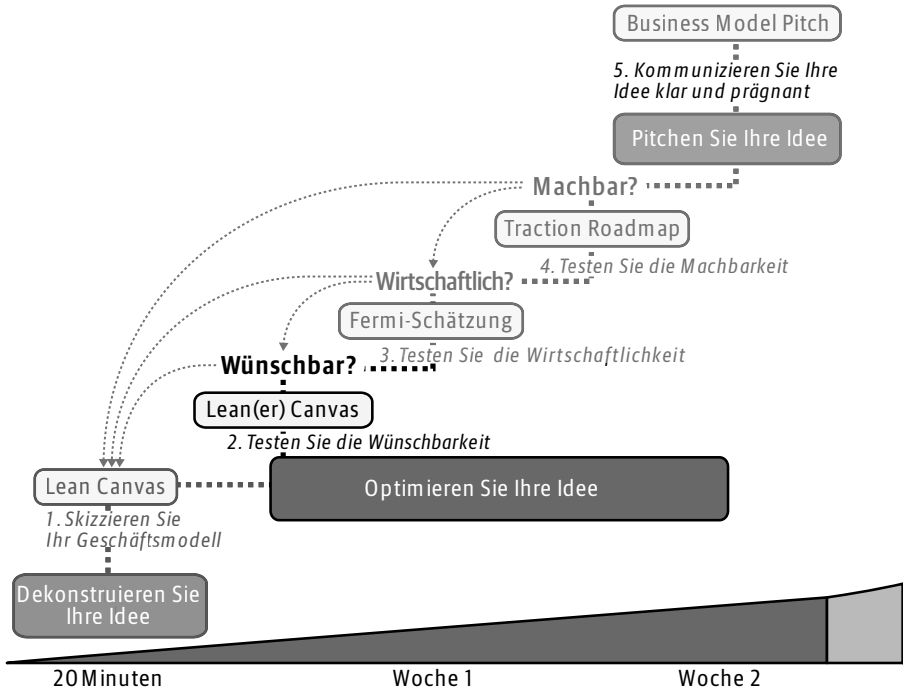 Business Model Pitch
5. Kommunizieren Sie Ihre
Idee klar und prägnant
Pitchen Sie Ihre Idee
Machbar?
Traction Roadmap
4. Testen Sie die Machbarkeit
Wirtschaftlich?
Fermi-Schätzung
3. Testen Sie die Wirtschaftlichkeit
Wünschbar?
Lean(er) Canvas
2. Testen Sie die Wünschbarkeit
Optimieren Sie Ihre Idee
Lean Canvas
1. Skizzieren Sie
Ihr Geschäftsmodell
Dekonstruieren Sie
Ihre Idee
20 Minuten
Woche 1
Woche 2